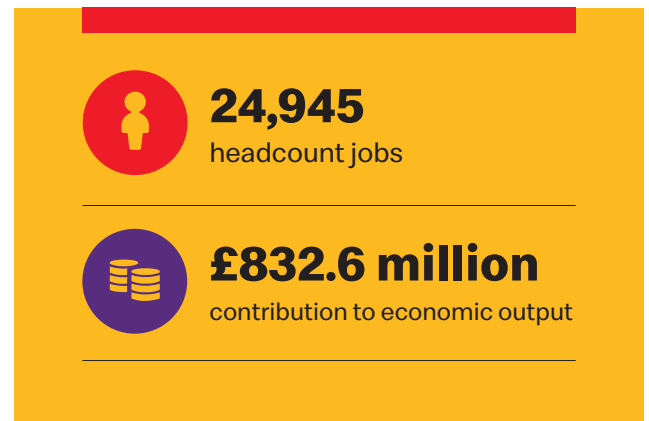 24,945
headcount jobs
£832.6 million
contribution to economic output